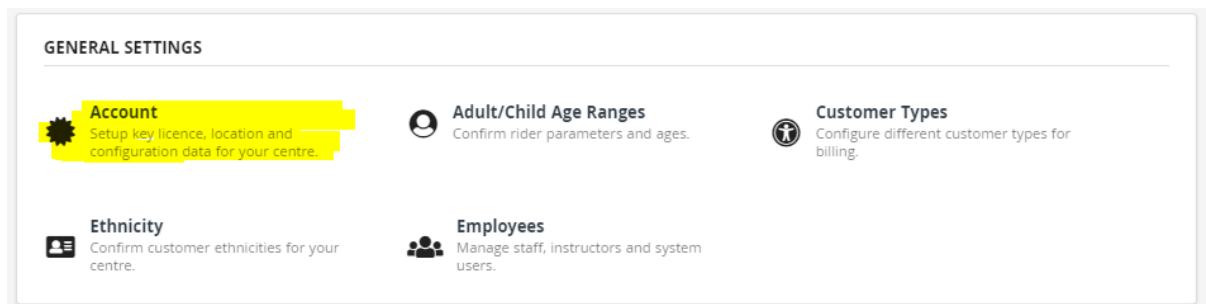 GENERAL SETTINGS
Account
Setup key licence, location and
configuration data for your centre.
Adult/Child Age Ranges
Confirm rider parameters and ages.
Customer Types
Configure different customer types for
billing.
Ethnicity
Confirm customer ethnicities for your
centre.
Employees
Manage staff, instructors and system
users.